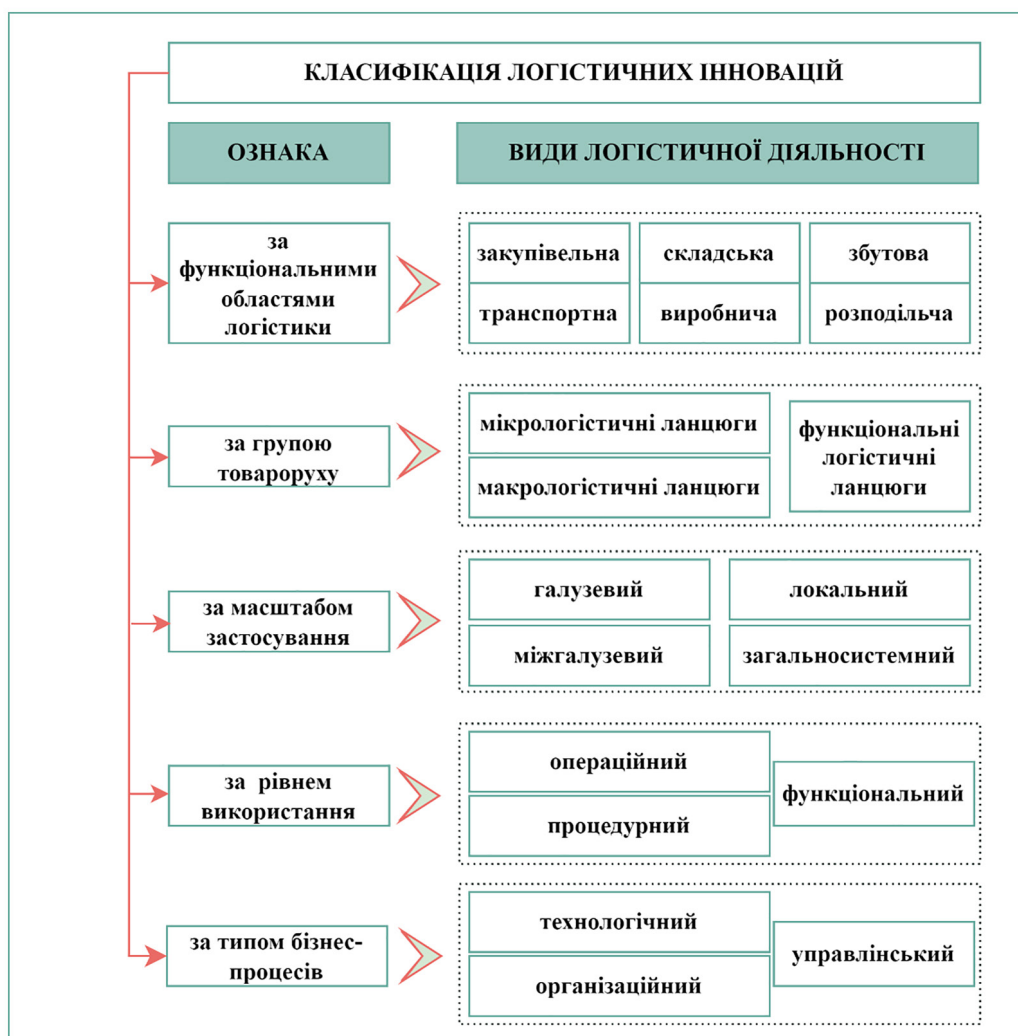 КЛАСИФІКАЦІЯ ЛОГІСТИЧНИХ ІННОВАЦІЙ
ОЗНАКА
ВИДИ ЛОГІСТИЧНОЇ ДІЯЛЬНОСТІ
за
функціональними
областями
логістики
закупівельна
складська
збутова
транспортна
виробнича
розподільча
за групою
товароруху
мікрологістичні ланцюги
макрологістичні ланцюги
функціональні
логістичні
ланцюги
за масштабом
застосування
галузевий
локальний
міжгалузевий
загальносистемний
за рівнем
використання
операційний
процедурний
функціональний
за типом бізнес-
процесів
технологічний
організаційний
управлінський